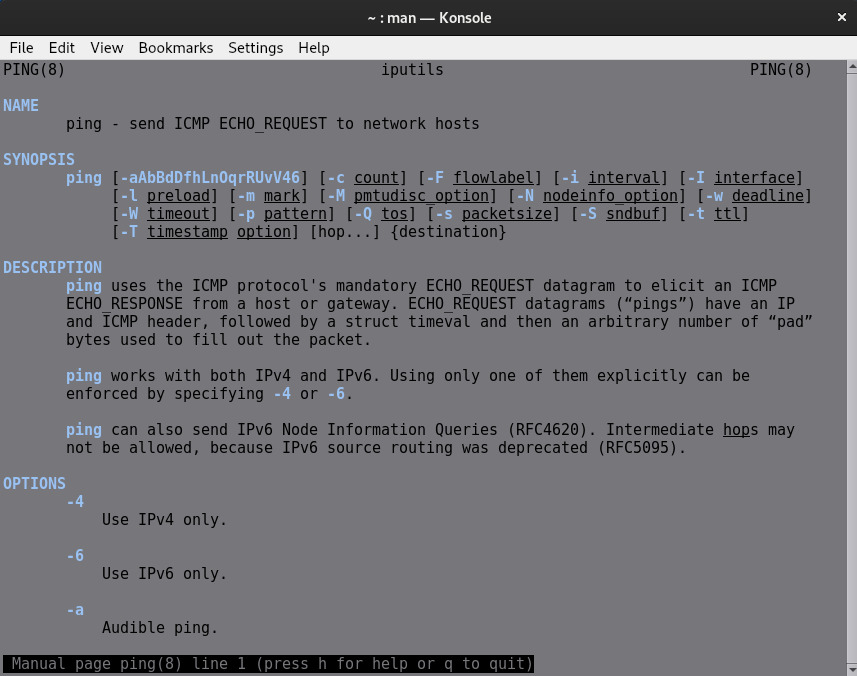 ~ : man — Konsole
File Edit View Bookmarks Settings Help
PING(8) iputils PING(8)
NAME
ping - send ICMP ECHO_REQUEST to network hosts
SYNOPSIS
ping [-aAbBdDfhLnOqrRUvV46] [-c count] [-F flowlabel] [-i interval] [-I interface]
[-l preload] [-m mark] [-M pmtudisc_option] [-N nodeinfo_option] [-w deadline]
[-W timeout] [-p pattern] [-Q tos] [-s packetsize] [-S sndbuf] [-t ttl]
[-T timestamp option] [hop...] {destination}
DESCRIPTION
ping uses the ICMP protocol's mandatory ECHO_REQUEST datagram to elicit an ICMP
ECHO_RESPONSE from a host or gateway. ECHO_REQUEST datagrams (“pings”) have an IP
and ICMP header, followed by a struct timeval and then an arbitrary number of “pad”
bytes used to fill out the packet.
ping works with both IPv4 and IPv6. Using only one of them explicitly can be
enforced by specifying -4 or -6.
ping can also send IPv6 Node Information Queries (RFC4620). Intermediate hops may
not be allowed, because IPv6 source routing was deprecated (RFC5095).
OPTIONS
-4
Use IPv4 only.
-6
Use IPv6 only.
-a
Audible ping.
Manual page ping(8) line 1 (press h for help or q to quit)